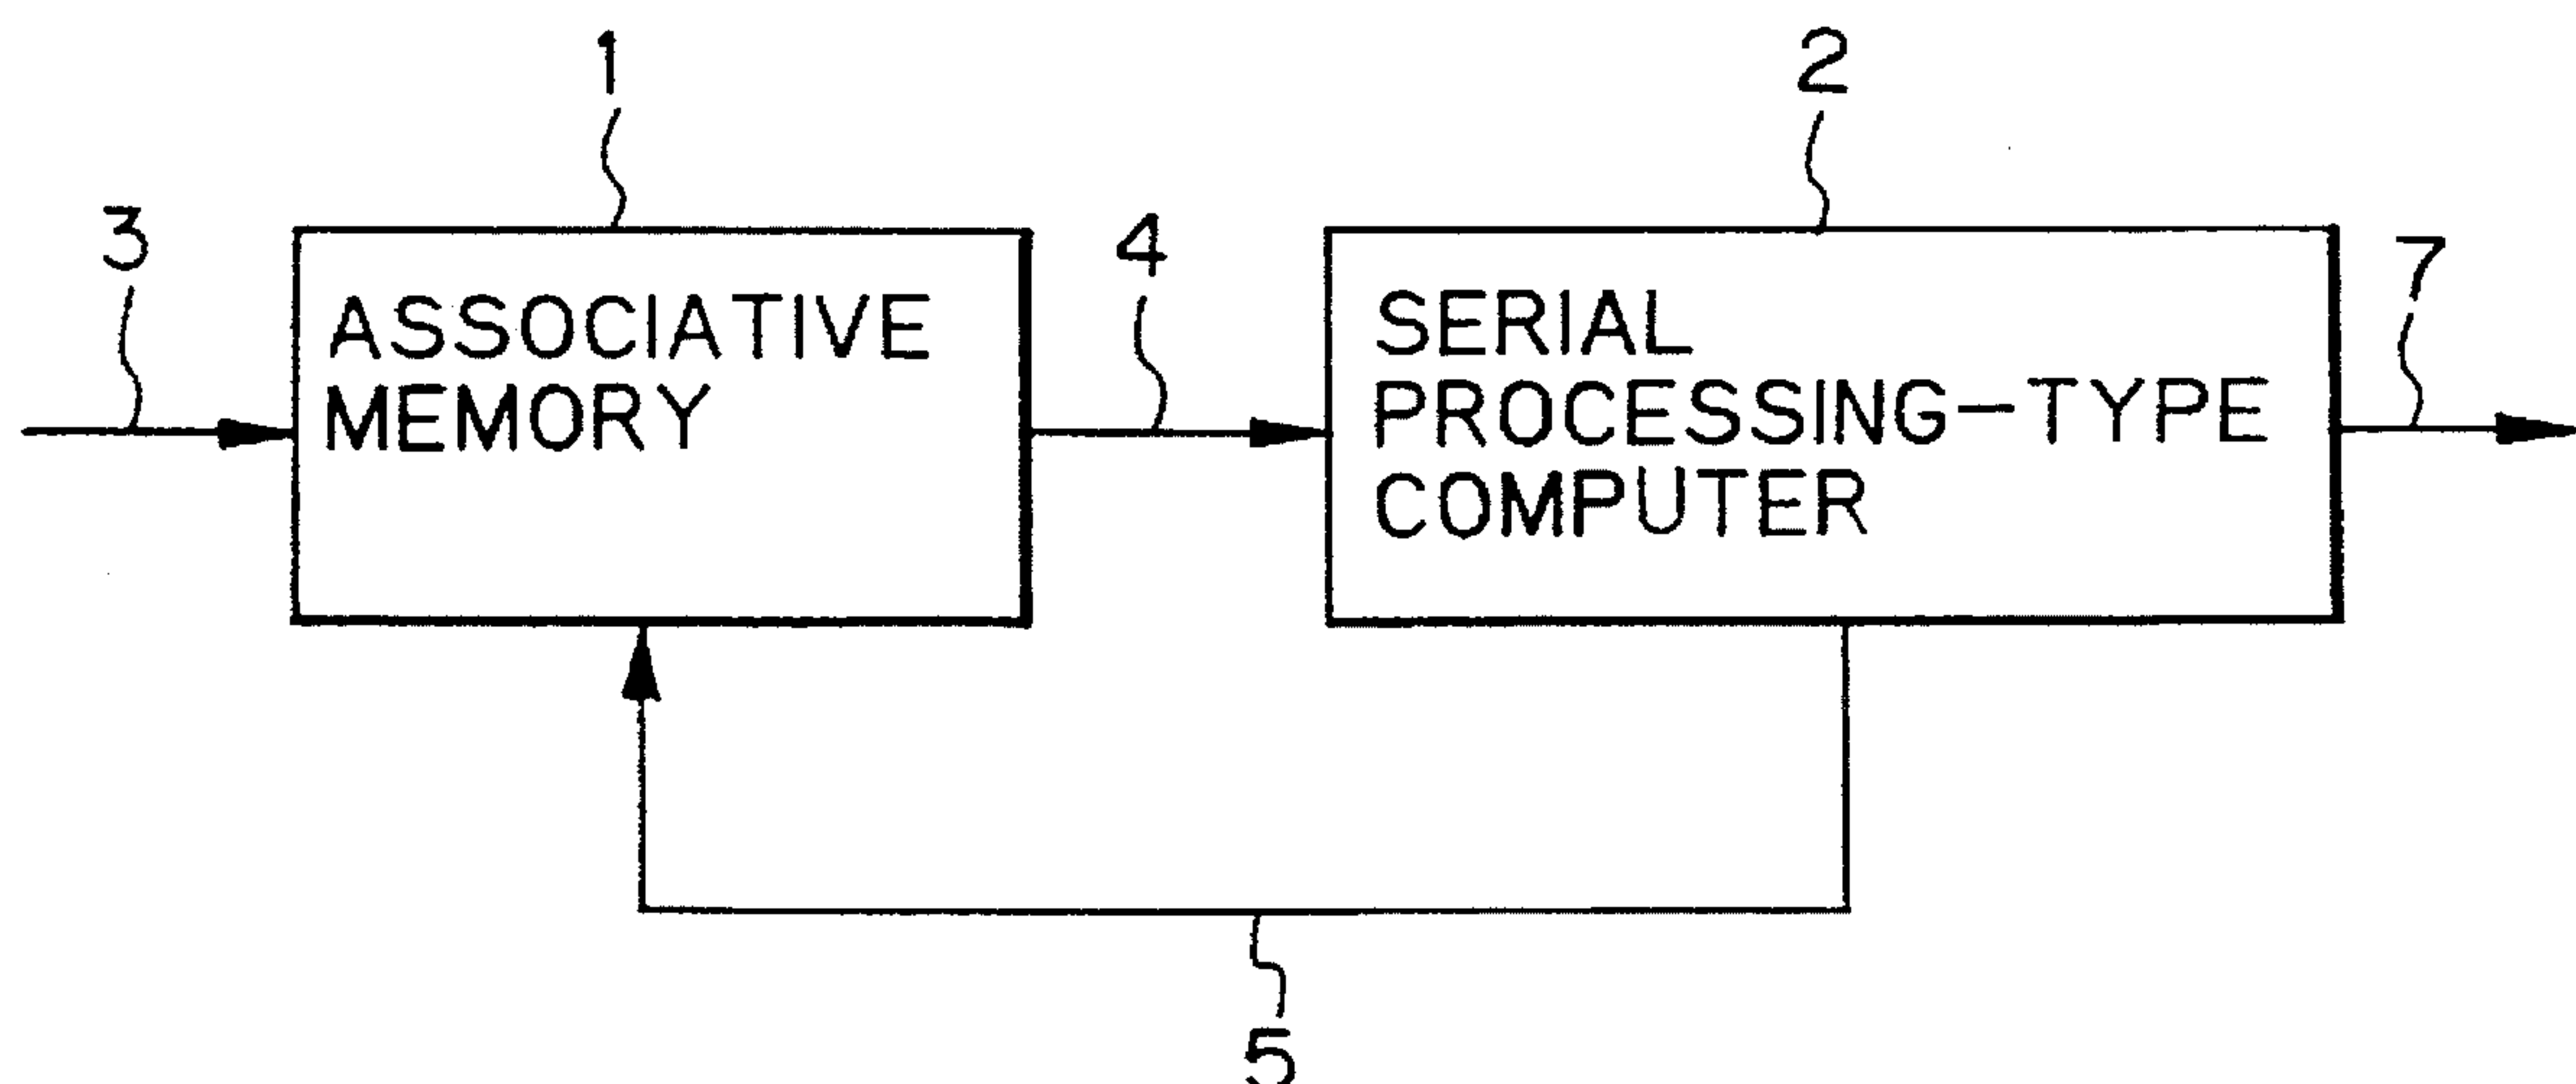 1
2
3
4
7
ASSOCIATIVE
MEMORY
SERIAL
PROCESSING-TYPE
COMPUTER
5